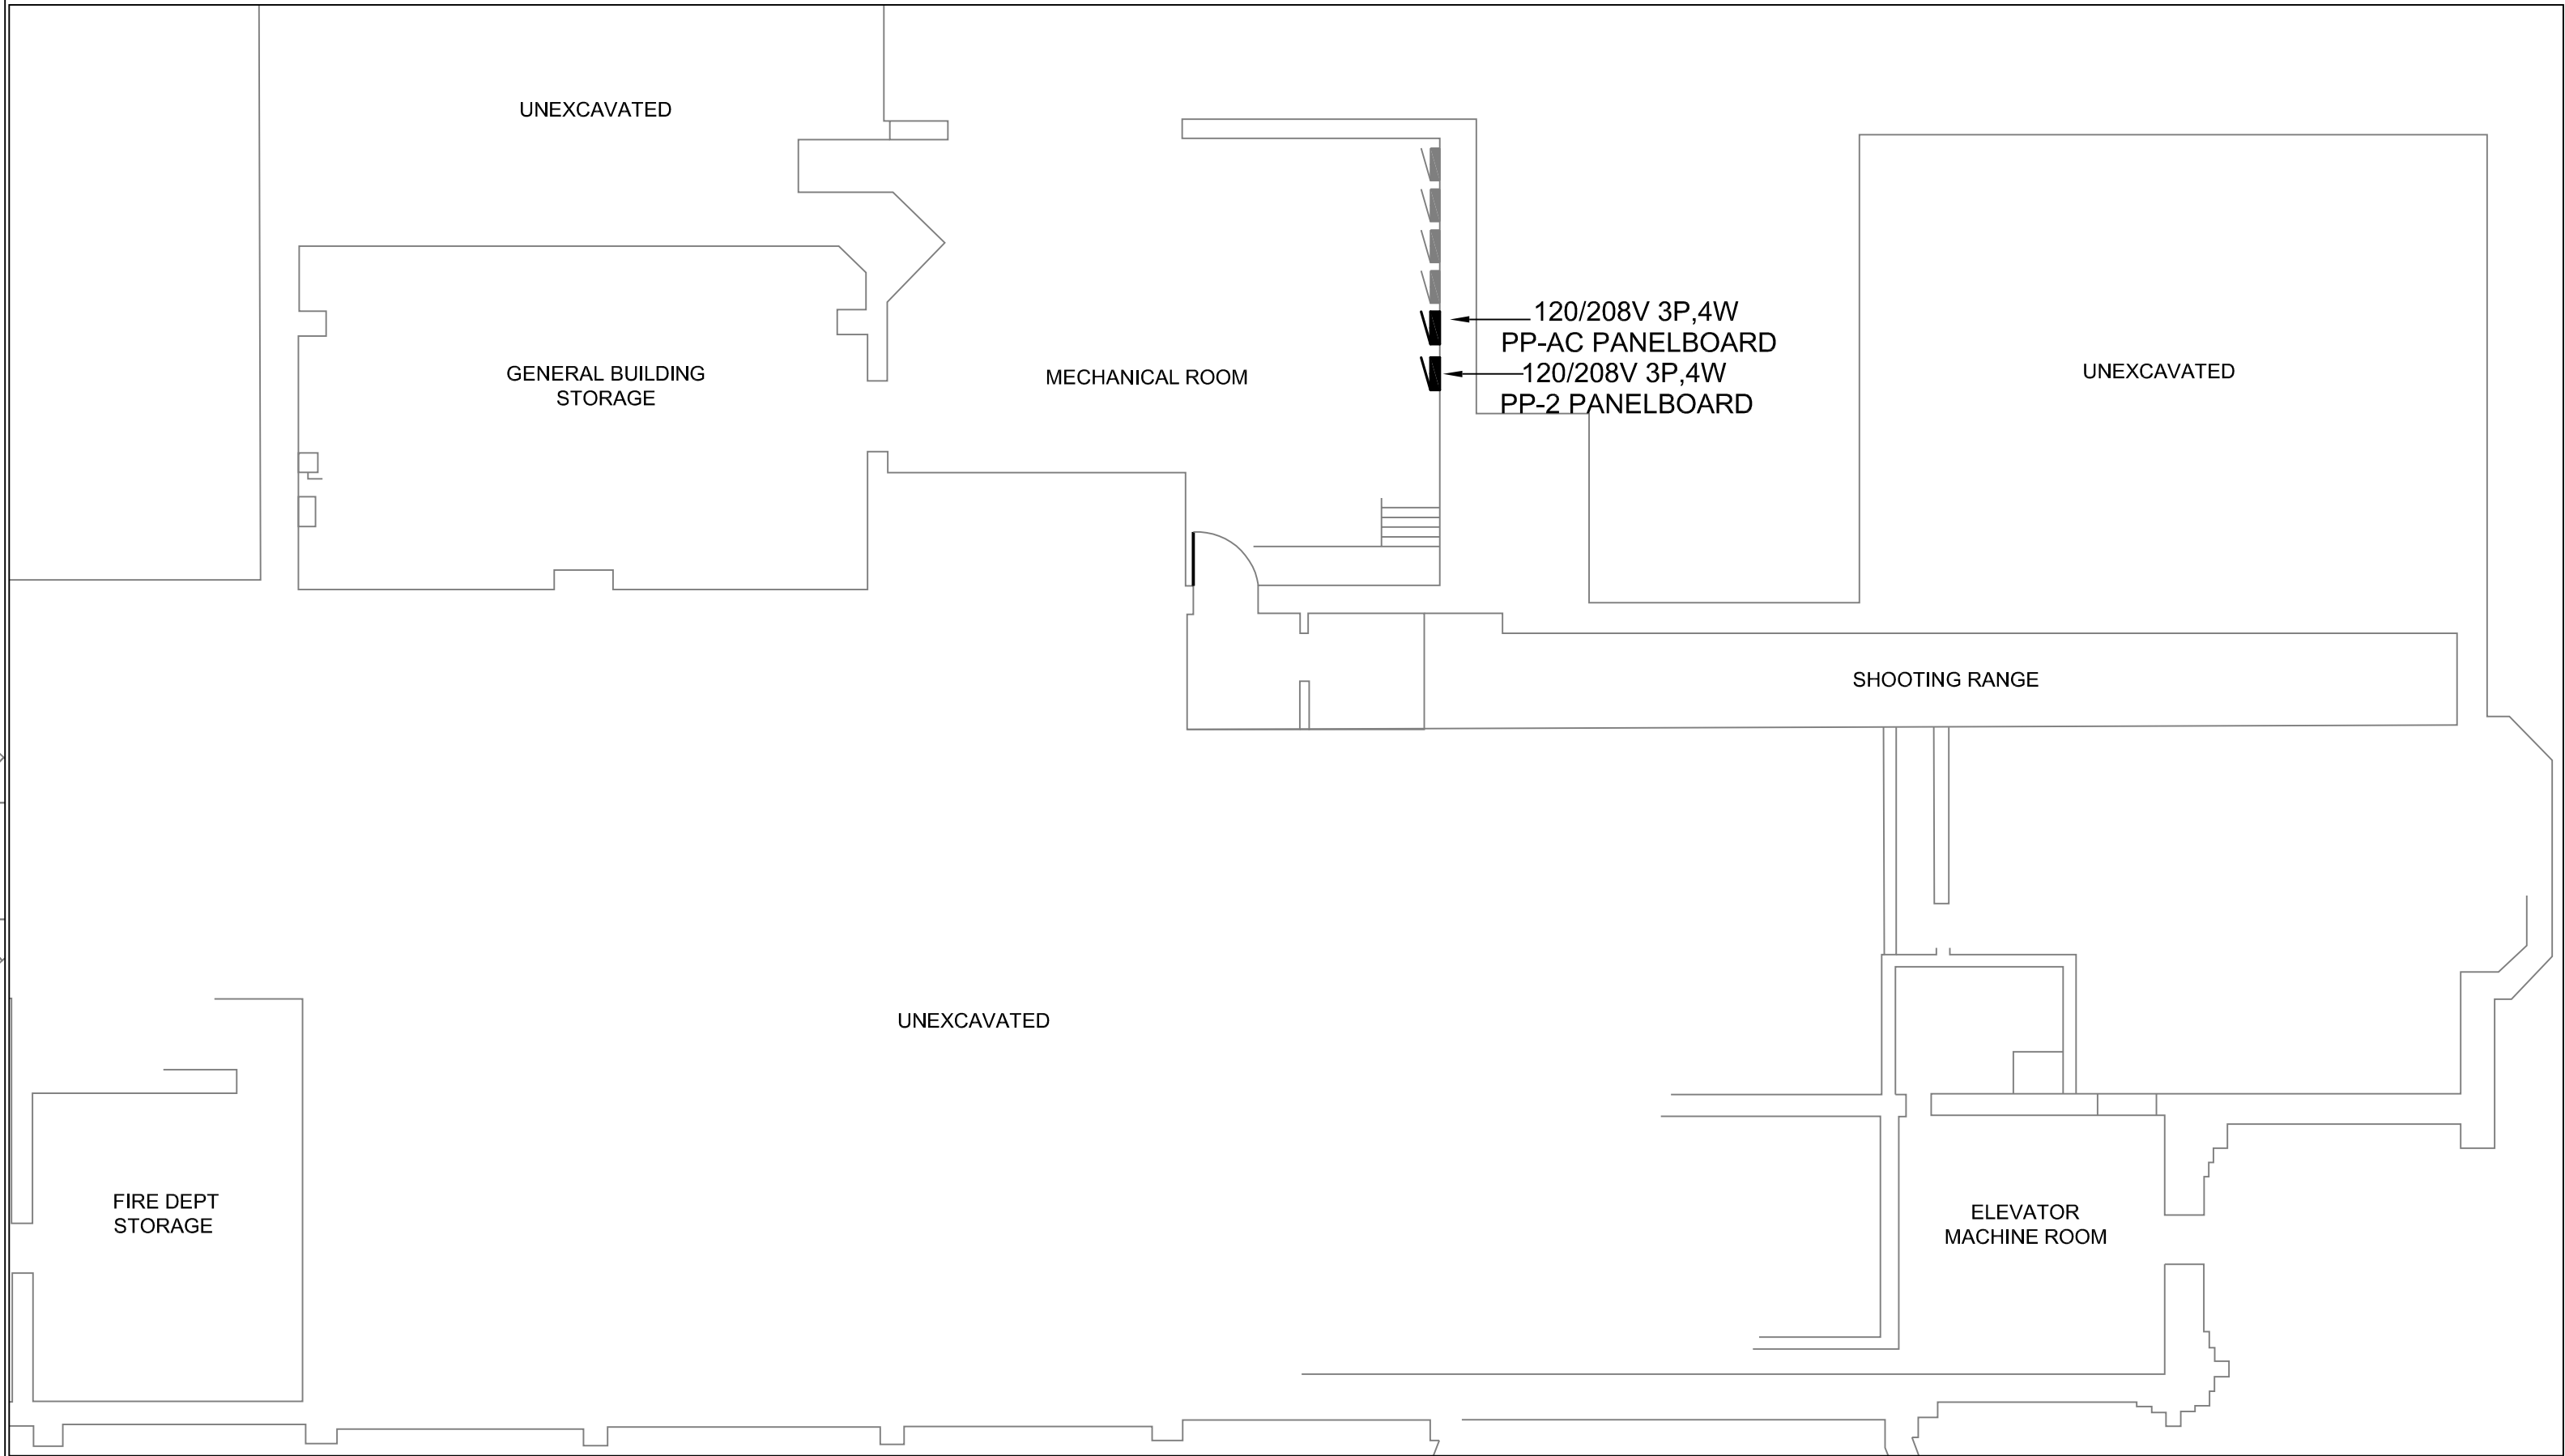 UNEXCAVATED
120/208V 3P,4W
PP-AC PANELBOARD
120/208V 3P,4W
PP-2 PANELBOARD
GENERAL BUILDING
STORAGE
MECHANICAL ROOM
UNEXCAVATED
SHOOTING RANGE
UNEXCAVATED
FIRE DEPT
STORAGE
ELEVATOR
MACHINE ROOM